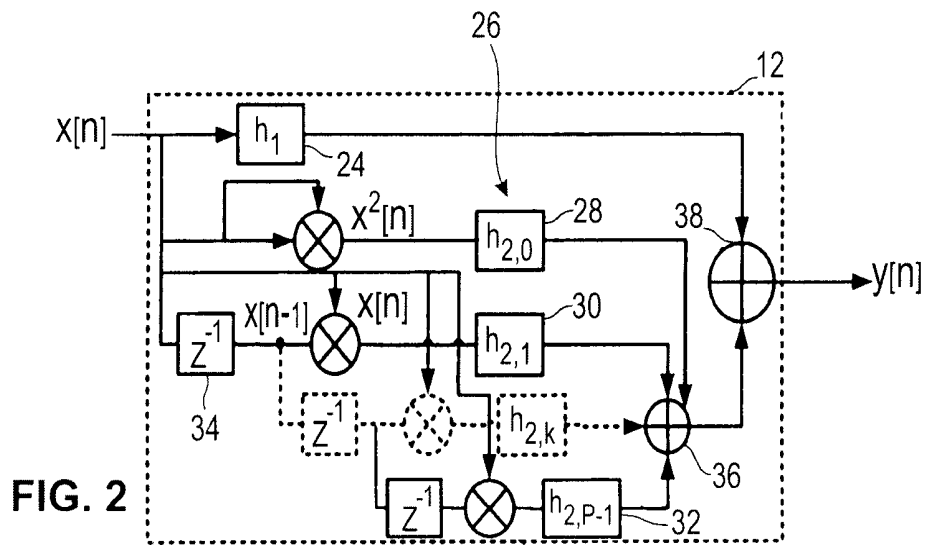 26
12
x[n]
h1
24
x²[n]
h2,0
28
38
y[n]
x[n-1]
x[n]
30
z⁻¹
h2,1
34
z⁻¹
h2,k
36
z⁻¹
h2,P-1
32
FIG. 2